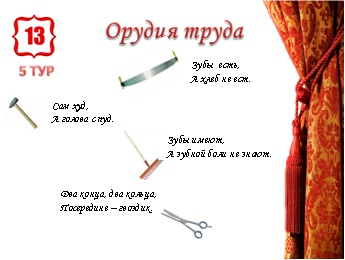 13
Орудия труда
5 ТУР
Зубы есть,
А хлеб не ест.
Сам худ,
А голова с пуд.
Зубы имеют,
А зубной боли не знают.
Два конца, два кольца,
Посередине – гвоздик.